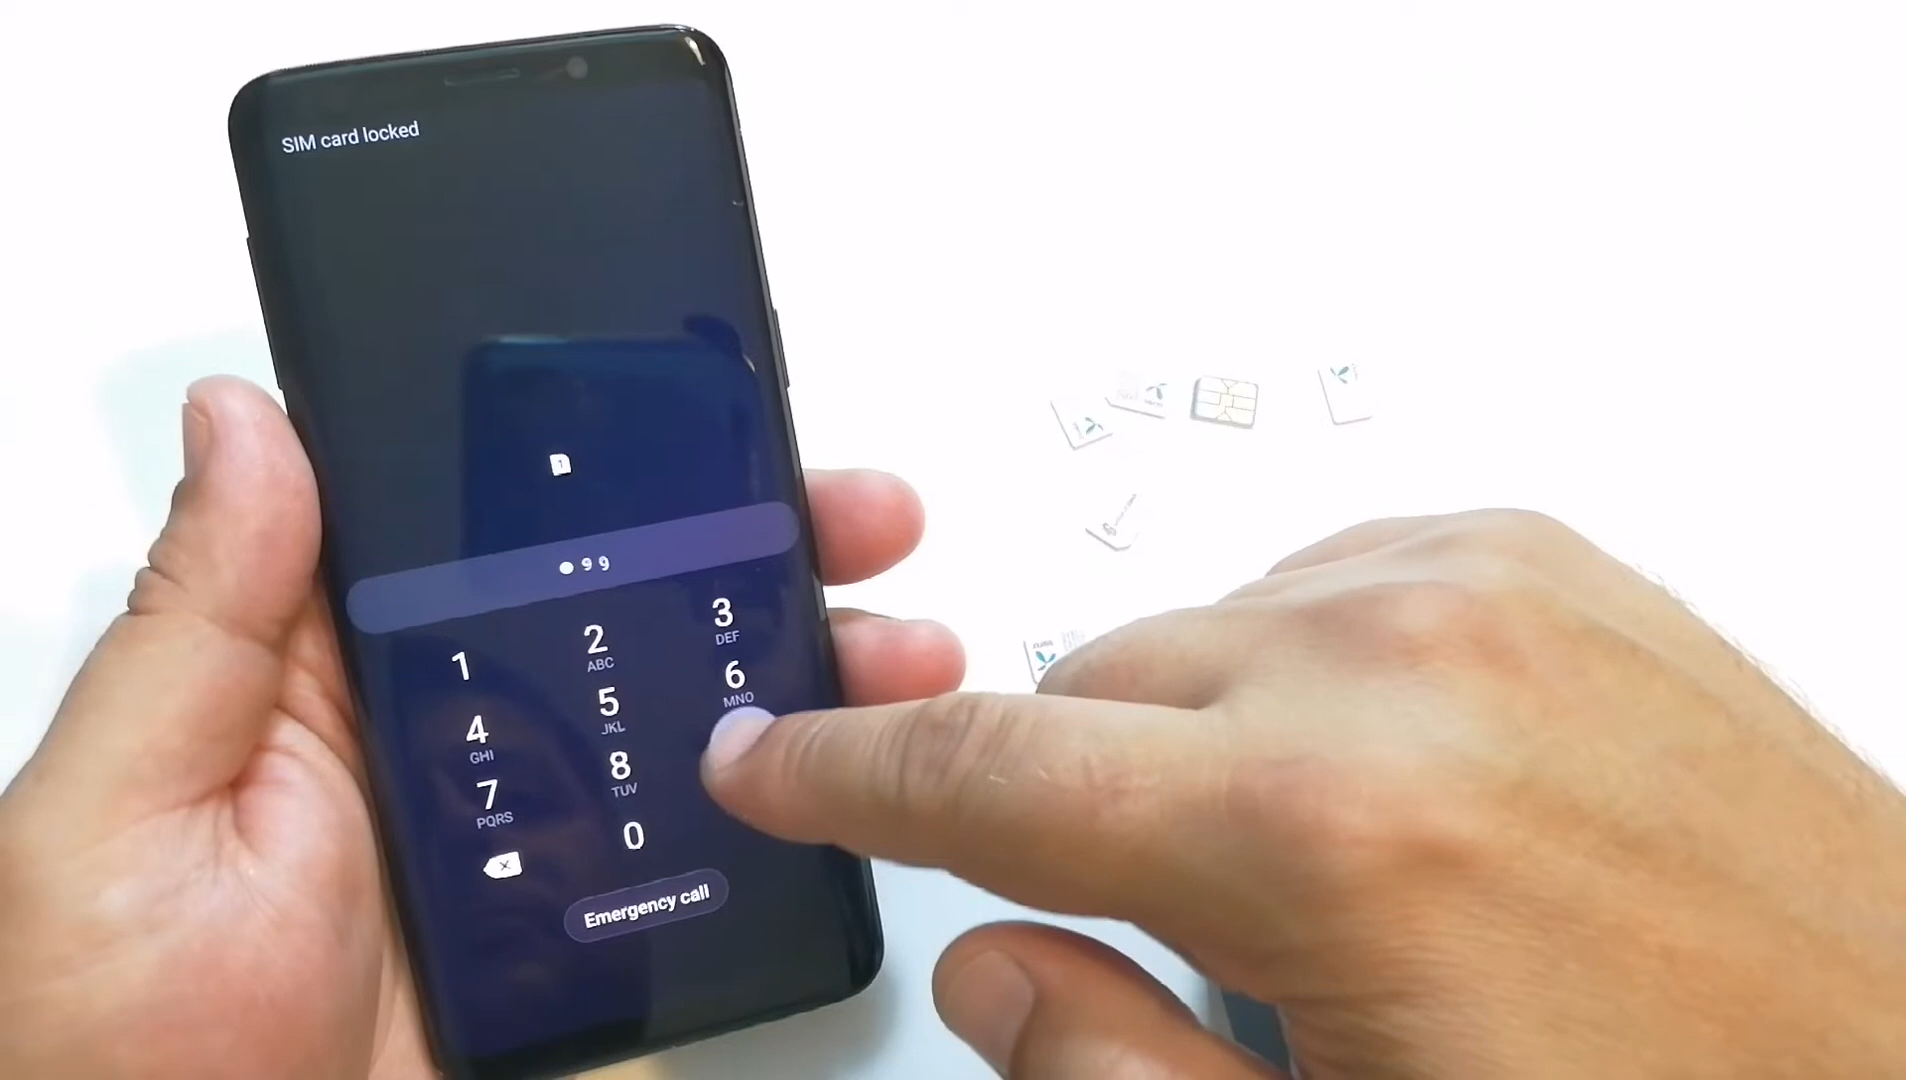 SIM card locked
1
●99
1
2
ABC
3
DEF
4
GHI
5
JKL
6
MNO
7
PQRS
8
TUV
0
Emergency call